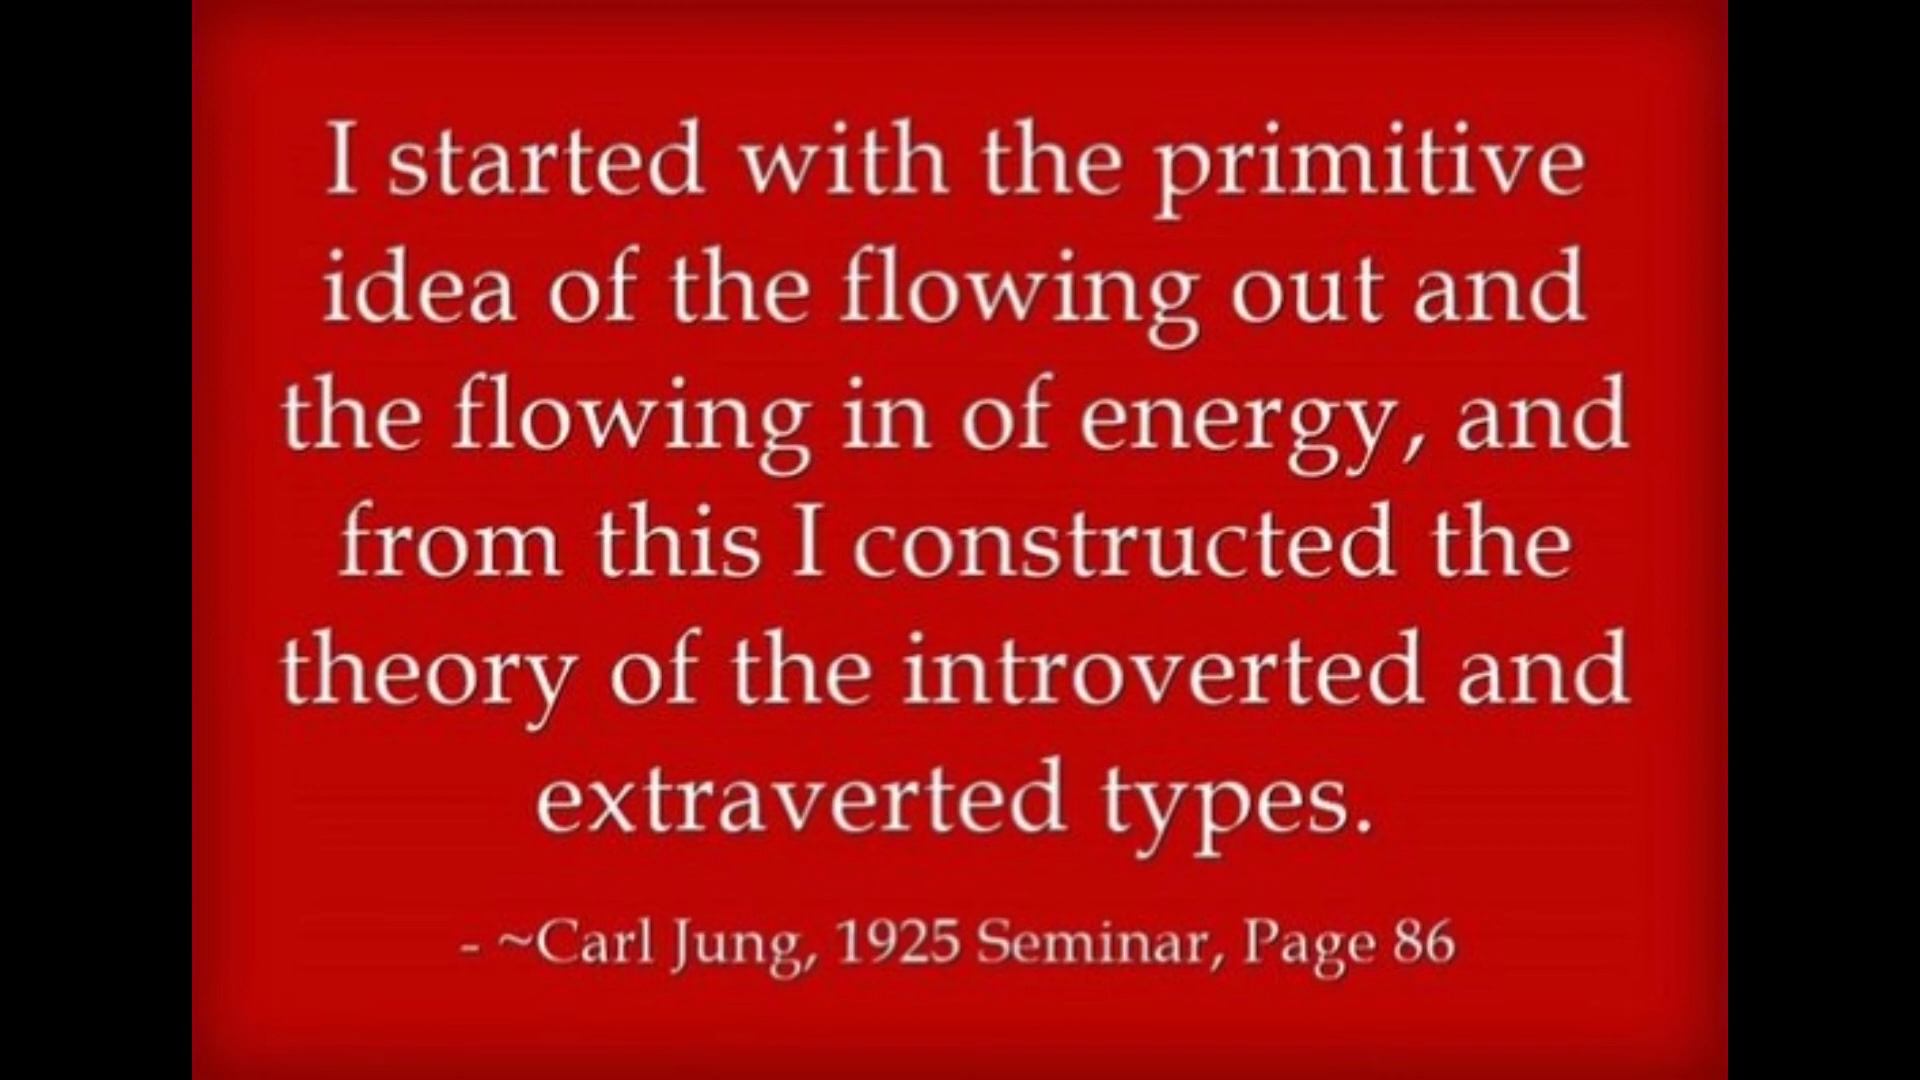 I started with the primitive
idea of the flowing out and
the flowing in of energy, and
from this I constructed the
theory of the introverted and
extraverted types.
- ~Carl Jung, 1925 Seminar, Page 86